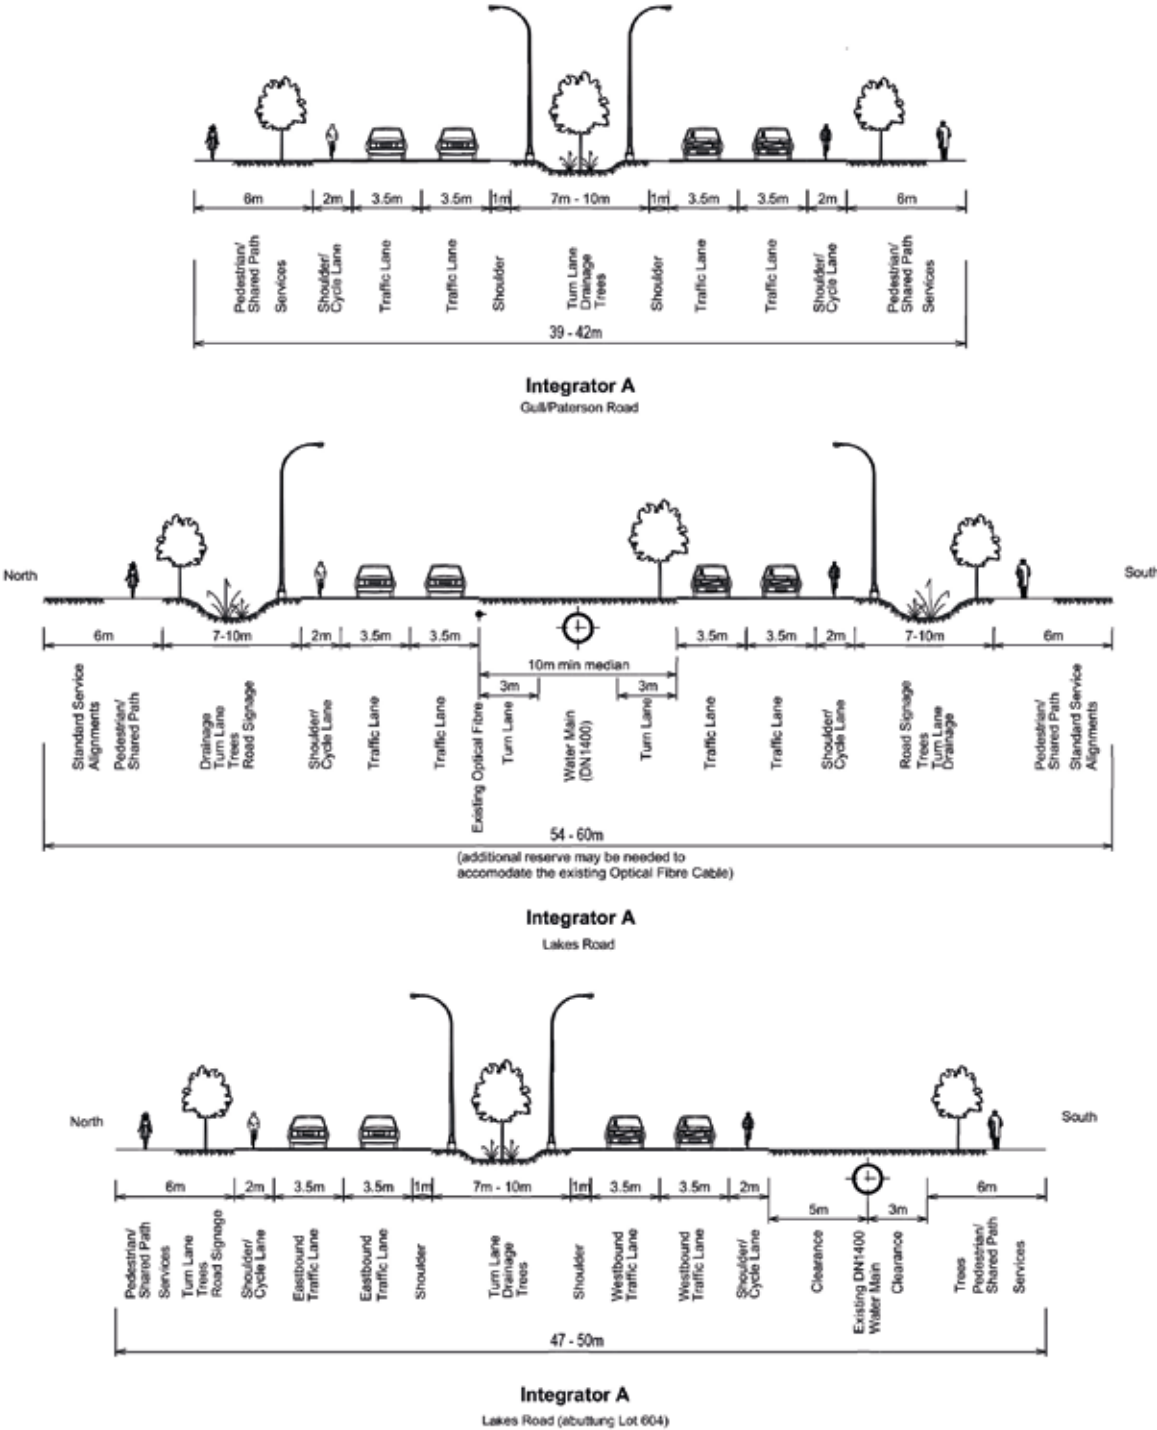 6m 2m 3.5m 3.5m 1m 7m - 10m 1m 3.5m 3.5m 2m 6m
Pedestrian/
Shared Path
Services
Shoulder/
Cycle Lane
Traffic Lane
Traffic Lane
Shoulder
Turn Lane
Drainage
Trees
Shoulder
Traffic Lane
Traffic Lane
Shoulder/
Cycle Lane
Pedestrian/
Shared Path
Services
39 - 42m
Integrator A
Gull/Paterson Road
North
South
6m 7-10m 2m 3.5m 3.5m 3.5m 3.5m 2m 7-10m 6m
10m min median
3m 3m
Standard Service
Alignments
Pedestrian/
Shared Path
Drainage
Turn Lane
Trees
Road Signage
Shoulder/
Cycle Lane
Traffic Lane
Traffic Lane
Existing Optical Fibre
Turn Lane
Water Main
(DN1400)
Turn Lane
Traffic Lane
Traffic Lane
Shoulder/
Cycle Lane
Road Signage
Trees
Turn Lane
Drainage
Pedestrian/
Shared Path
Standard Service
Alignments
54 - 60m
(additional reserve may be needed to
accomodate the existing Optical Fibre Cable)
Integrator A
Lakes Road
North
South
6m 2m 3.5m 3.5m 1m 7m - 10m 1m 3.5m 3.5m 2m 6m
5m 3m
Pedestrian/
Shared Path
Services
Turn Lane
Trees
Road Signage
Shoulder/
Cycle Lane
Eastbound
Traffic Lane
Eastbound
Traffic Lane
Shoulder
Turn Lane
Drainage
Trees
Shoulder
Westbound
Traffic Lane
Westbound
Traffic Lane
Shoulder/
Cycle Lane
Clearance
Existing DN1400
Water Main
Clearance
Trees
Pedestrian/
Shared Path
Services
47 - 50m
Integrator A
Lakes Road (abuttung Lot 604)